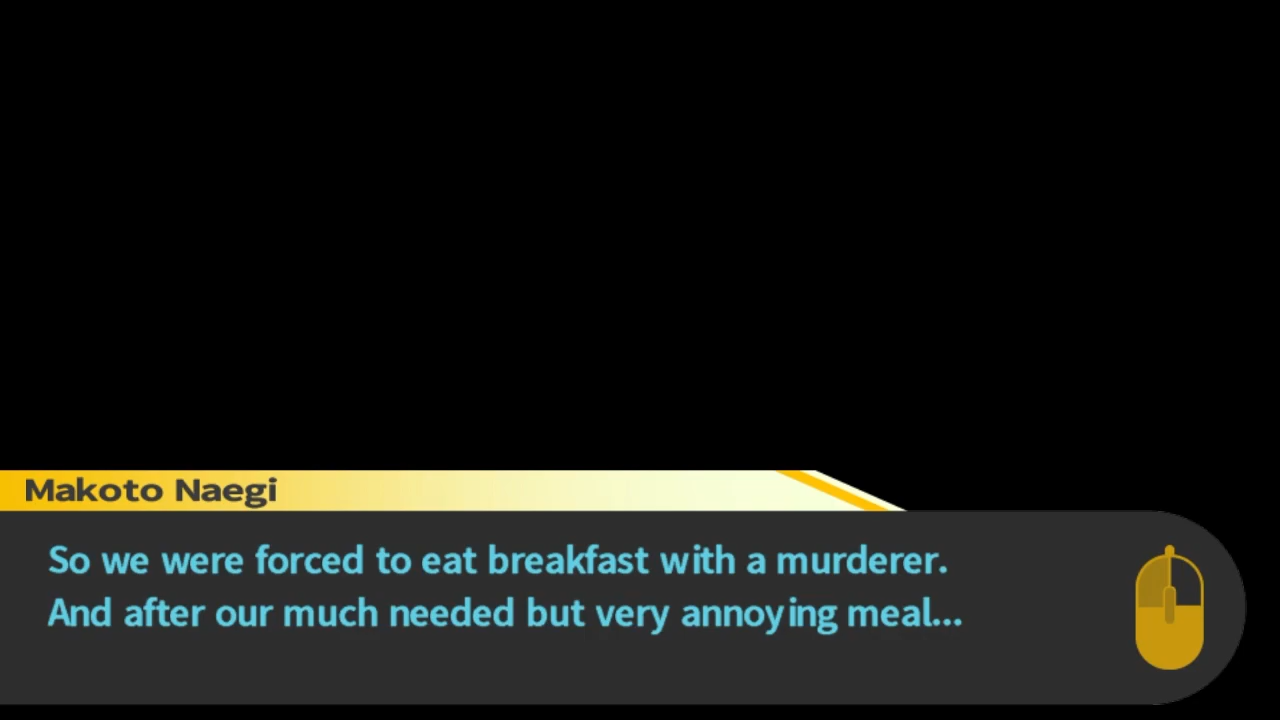 Makoto Naegi
So we were forced to eat breakfast with a murderer.
And after our much needed but very annoying meal...